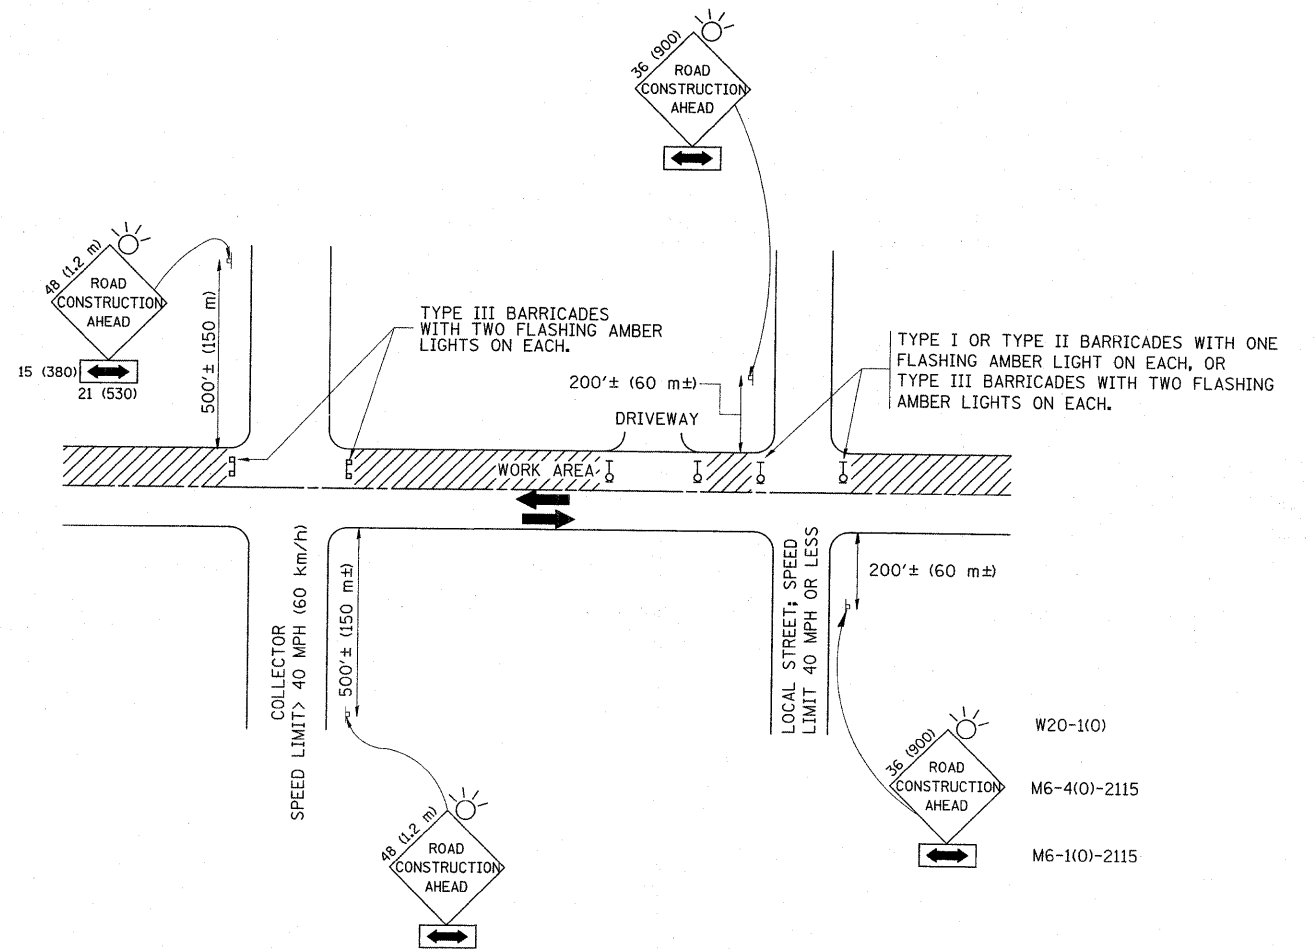 36 (900)
ROAD
CONSTRUCTION
AHEAD
48 (1.2 m)
ROAD
CONSTRUCTION
AHEAD
15 (380)
21 (530)
500'± (150 m)
TYPE III BARRICADES
WITH TWO FLASHING AMBER
LIGHTS ON EACH.
TYPE I OR TYPE II BARRICADES WITH ONE
FLASHING AMBER LIGHT ON EACH, OR
TYPE III BARRICADES WITH TWO FLASHING
AMBER LIGHTS ON EACH.
200'± (60 m±)
DRIVEWAY
WORK AREA
COLLECTOR
SPEED LIMIT> 40 MPH (60 km/h)
500'± (150 m±)
LOCAL STREET; SPEED
LIMIT 40 MPH OR LESS
200'± (60 m±)
48 (1.2 m)
ROAD
CONSTRUCTION
AHEAD
36 (900)
ROAD
CONSTRUCTION
AHEAD
W20-1(O)
M6-4(O)-2115
M6-1(O)-2115